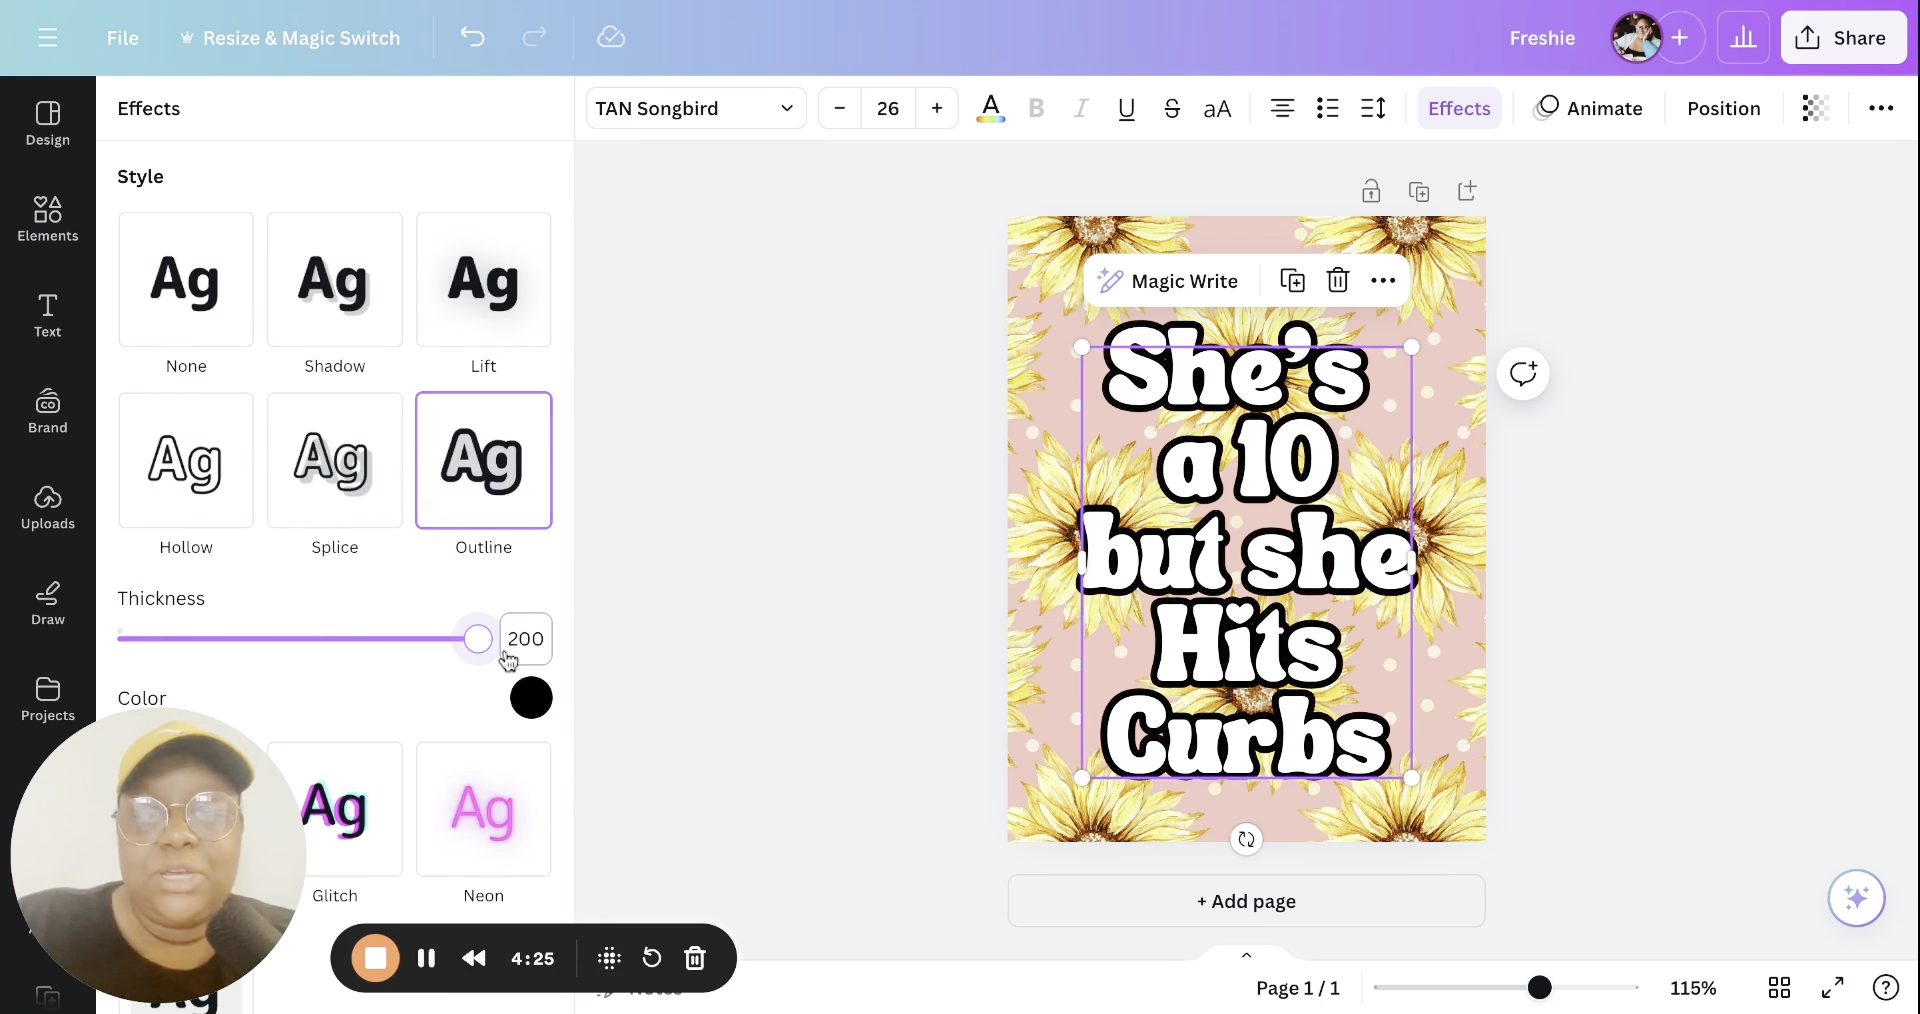 File
Resize & Magic Switch
Freshie
Share
Effects
TAN Songbird
26
A
B
I
U
S
aA
Effects
Animate
Position
Design
Elements
Text
Brand
Uploads
Draw
Projects
Style
Ag
Ag
Ag
None
Shadow
Lift
Ag
Ag
Ag
Hollow
Splice
Outline
Thickness
200
Color
Ag
Ag
Glitch
Neon
4:25
Magic Write
She's
a 10
but she
Hits
Curbs
+ Add page
Page 1 / 1
115%